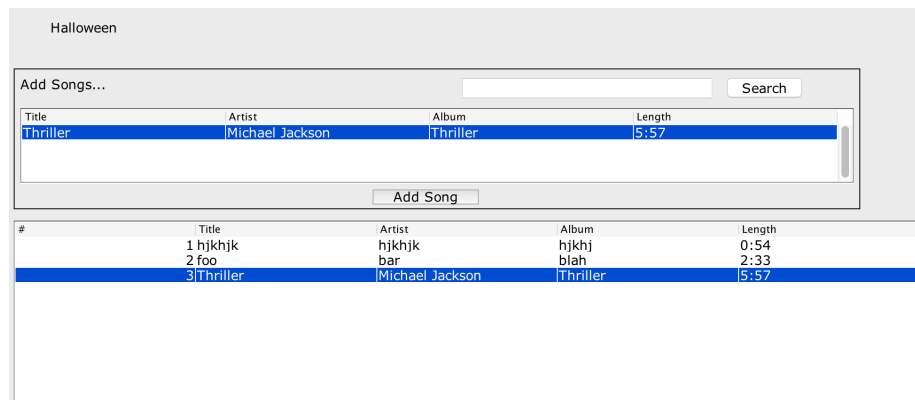 Halloween
Add Songs...
Search
Title Artist Album Length
Thriller Michael Jackson Thriller 5:57
Add Song
# Title Artist Album Length
1 hjkhjk hjkhjk hjkhj 0:54
2 foo bar blah 2:33
3 Thriller Michael Jackson Thriller 5:57